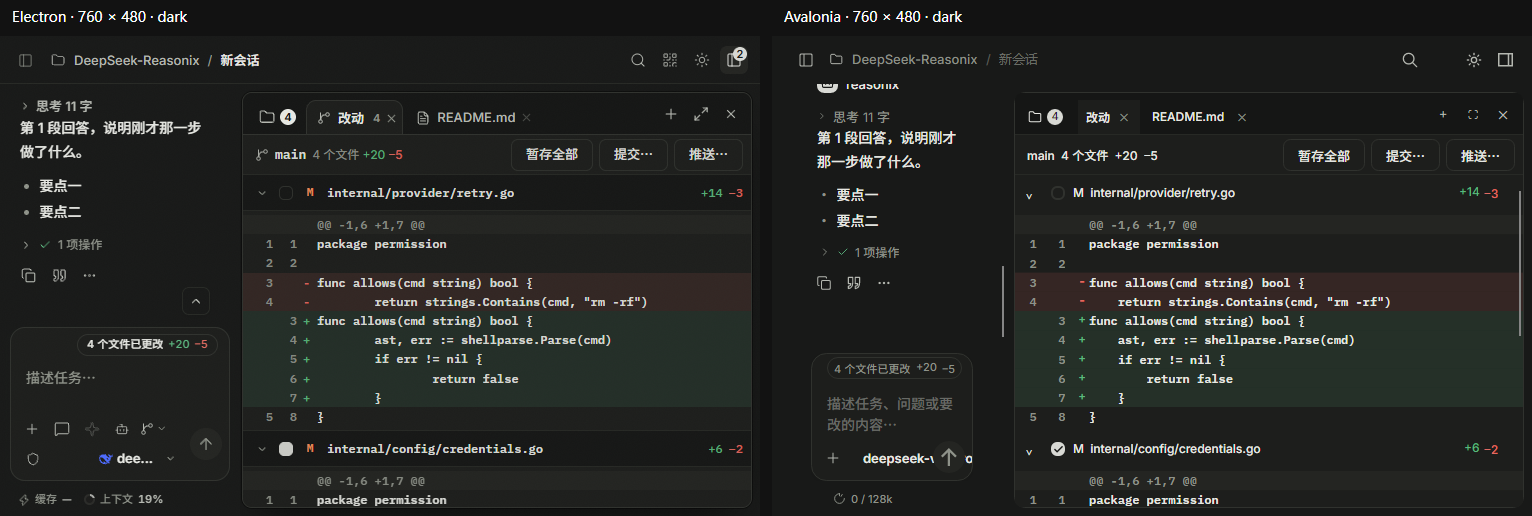 Electron · 760 × 480 · dark
DeepSeek-Reasonix / 新会话
2
思考 11 字
第 1 段回答，说明刚才那一步
做了什么。
• 要点一
• 要点二
1 项操作
4 个文件已更改 +20 −5
描述任务…
dee...
缓存 — 上下文 19%
4 改动 4 × README.md ×
main 4 个文件 +20 −5 暂存全部 提交… 推送…
M internal/provider/retry.go +14 −3
@@ -1,6 +1,7 @@
1 1 package permission
2 2
3 - func allows(cmd string) bool {
4 - return strings.Contains(cmd, "rm -rf")
3 + func allows(cmd string) bool {
4 + ast, err := shellparse.Parse(cmd)
5 + if err != nil {
6 + return false
7 + }
5 8 }
M internal/config/credentials.go +6 −2
@@ -1,6 +1,7 @@
1 1 package permission
Avalonia · 760 × 480 · dark
DeepSeek-Reasonix / 新会话
reasonix
思考 11 字
第 1 段回答，说明刚才
那一步做了什么。
• 要点一
• 要点二
1 项操作
4 个文件已更改 +20 −5
描述任务、问题或要
改的内容…
deepseek-v
0 / 128k
4 改动 × README.md ×
main 4 个文件 +20 −5 暂存全部 提交… 推送…
M internal/provider/retry.go +14 −3
@@ -1,6 +1,7 @@
1 1 package permission
2 2
3 - func allows(cmd string) bool {
4 - return strings.Contains(cmd, "rm -rf")
3 + func allows(cmd string) bool {
4 + ast, err := shellparse.Parse(cmd)
5 + if err != nil {
6 + return false
7 + }
5 8 }
M internal/config/credentials.go +6 −2
@@ -1,6 +1,7 @@
1 1 package permission